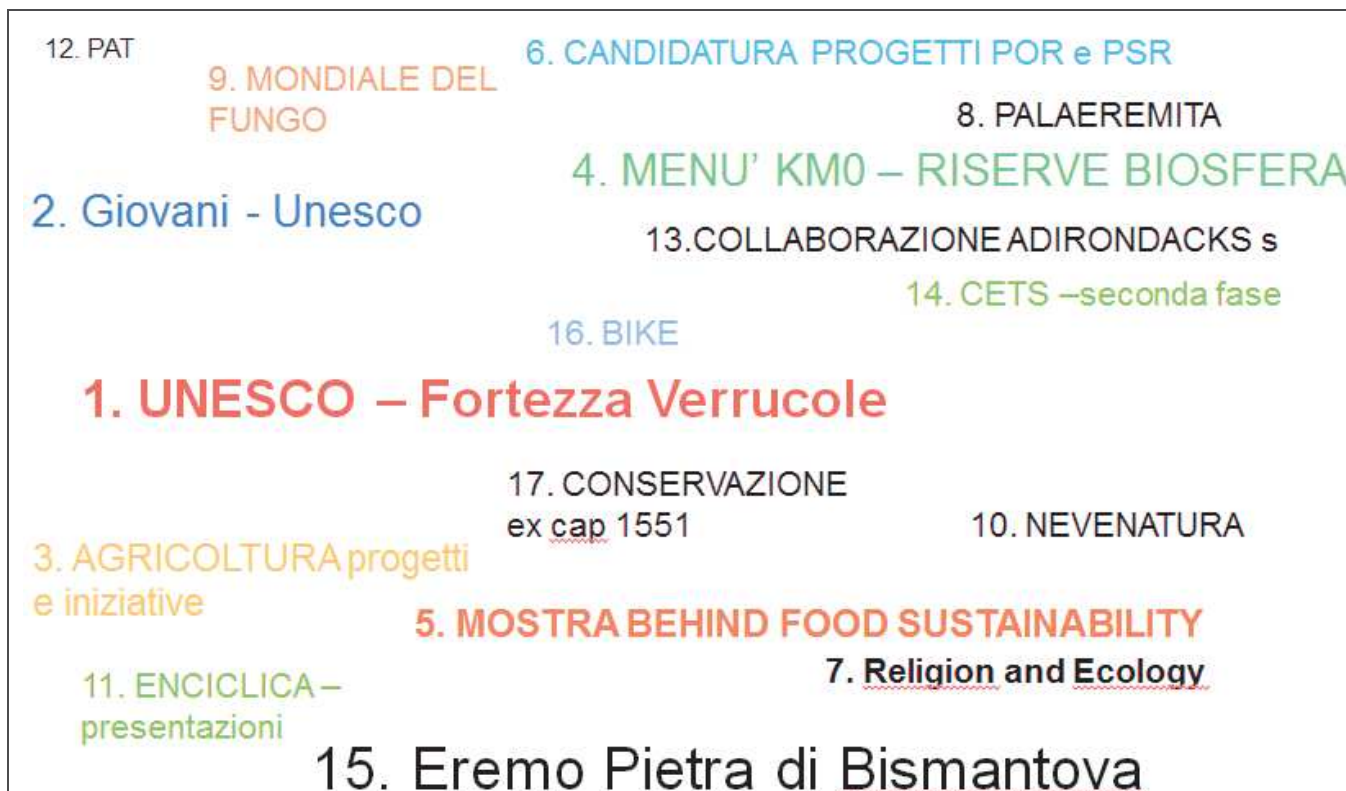 12. PAT
6. CANDIDATURA PROGETTI POR e PSR
9. MONDIALE DEL
FUNGO
8. PALAEREMITA
4. MENU' KM0 – RISERVE BIOSFERA
2. Giovani - Unesco
13.COLLABORAZIONE ADIRONDACKS s
14. CETS –seconda fase
16. BIKE
1. UNESCO – Fortezza Verrucole
17. CONSERVAZIONE
ex cap 1551
10. NEVENATURA
3. AGRICOLTURA progetti
e iniziative
5. MOSTRA BEHIND FOOD SUSTAINABILITY
7. Religion and Ecology
11. ENCICLICA –
presentazioni
15. Eremo Pietra di Bismantova